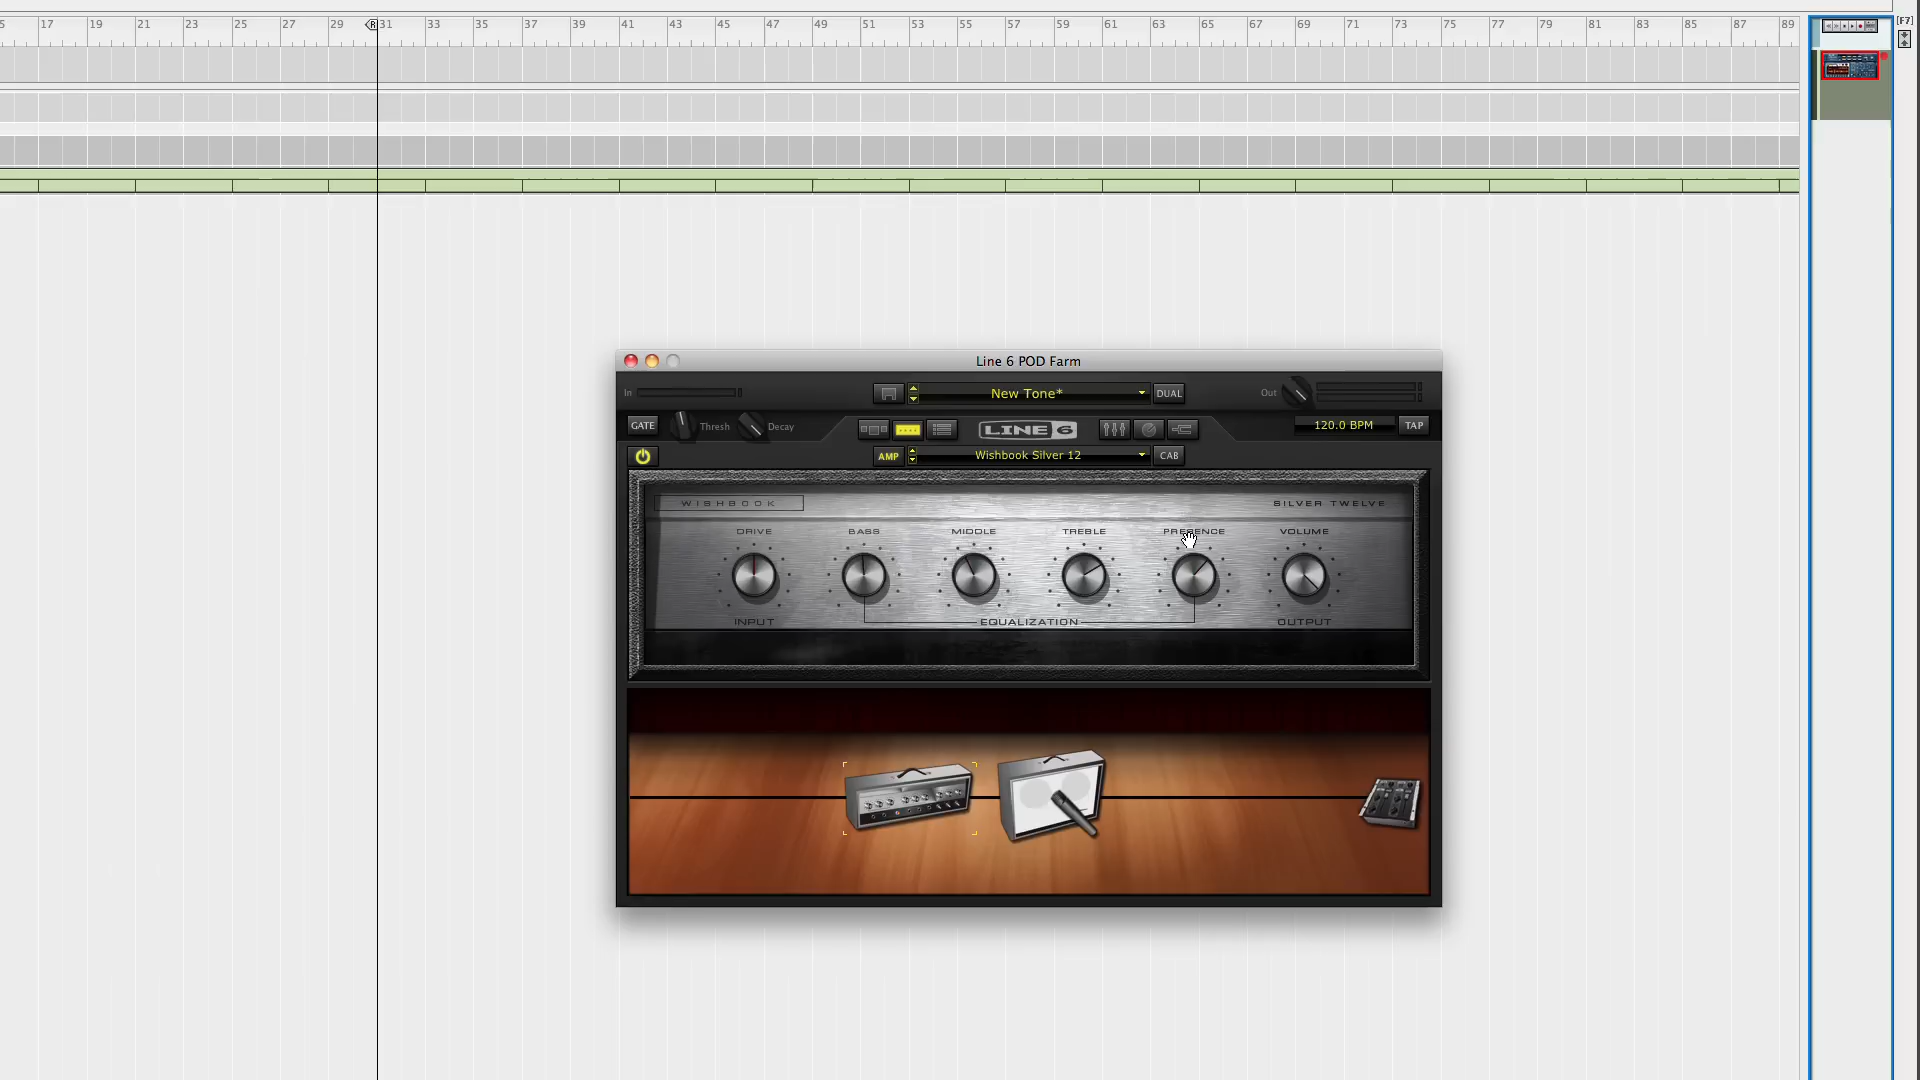 17 19 21 23 25 27 29 R 31 33 35 37 39 41 43 45 47 49 51 53 55 57 59 61 63 65 67 69 71 73 75 77 79 81 83 85 87 89 [F7]
Line 6 POD Farm
In New Tone* DUAL Out
GATE Thresh Decay LINE 6 120.0 BPM TAP
AMP Wishbook Silver 12 CAB
WISHBOOK SILVER TWELVE
DRIVE BASS MIDDLE TREBLE PRESENCE VOLUME
INPUT EQUALIZATION OUTPUT